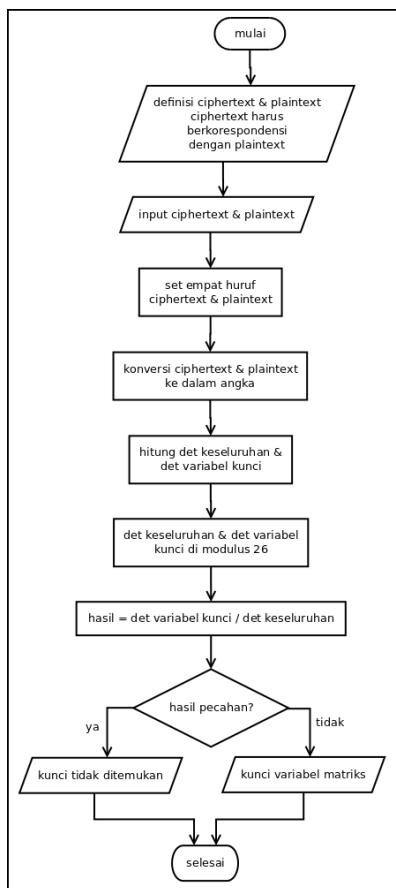 mulai
definisi ciphertext & plaintext
ciphertext harus
berkorespondensi
dengan plaintext
input ciphertext & plaintext
set empat huruf
ciphertext & plaintext
konversi ciphertext & plaintext
ke dalam angka
hitung det keseluruhan &
det variabel kunci
det keseluruhan & det variabel
kunci di modulus 26
hasil = det variabel kunci / det keseluruhan
hasil pecahan?
ya
tidak
kunci tidak ditemukan
kunci variabel matriks
selesai